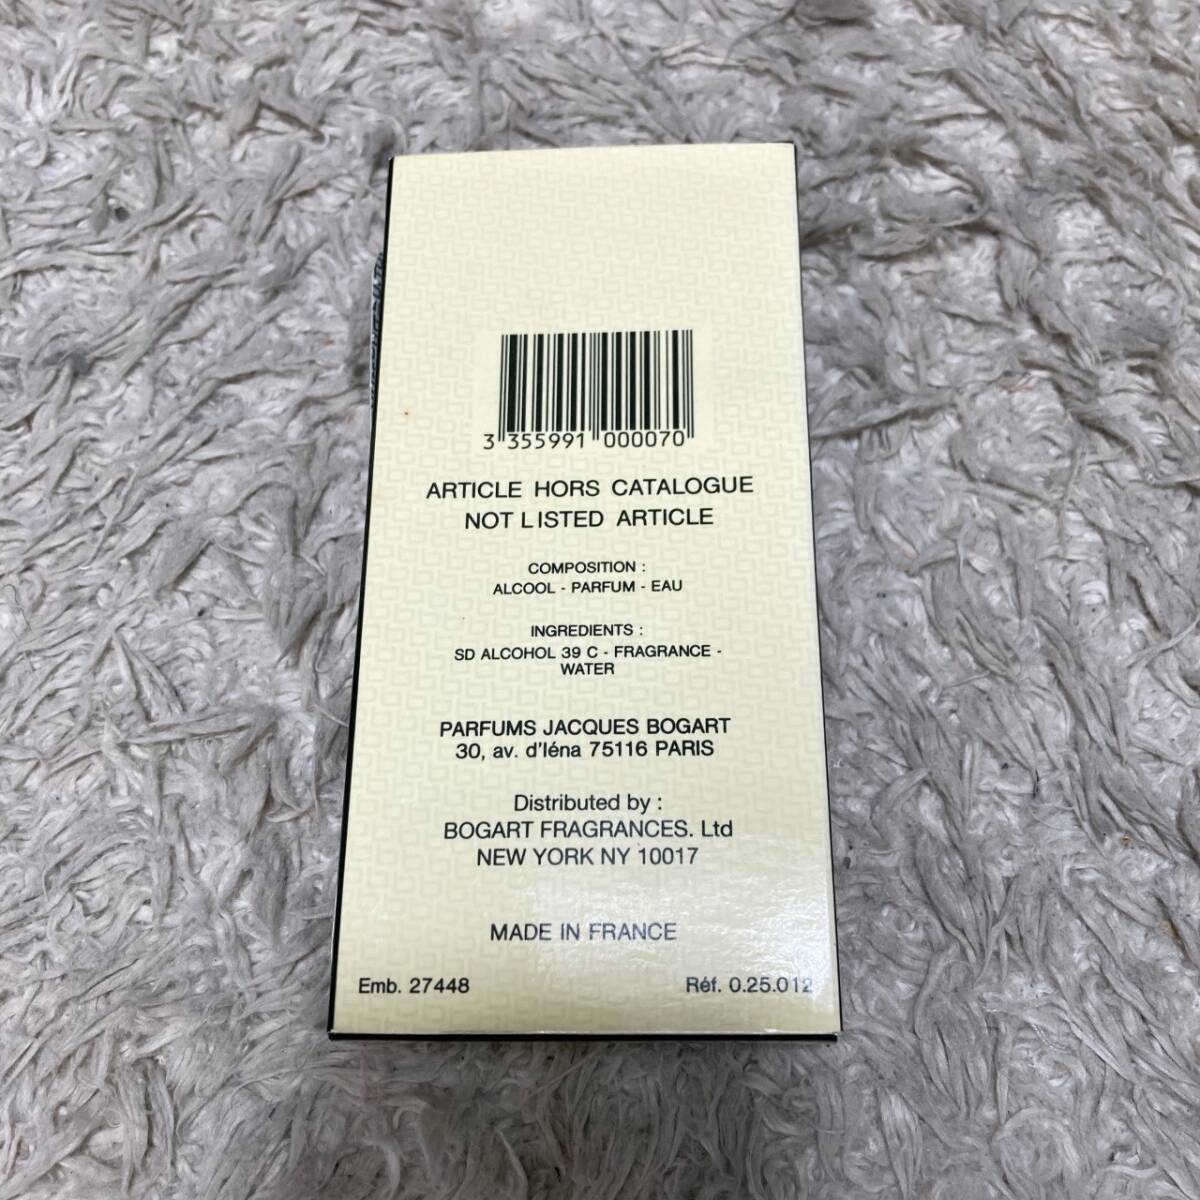 3 355991 000070
ARTICLE HORS CATALOGUE
NOT LISTED ARTICLE
COMPOSITION :
ALCOOL - PARFUM - EAU
INGREDIENTS :
SD ALCOHOL 39 C - FRAGRANCE -
WATER
PARFUMS JACQUES BOGART
30, av. d'Iéna 75116 PARIS
Distributed by :
BOGART FRAGRANCES. Ltd
NEW YORK NY 10017
MADE IN FRANCE
Emb. 27448
Réf. 0.25.012